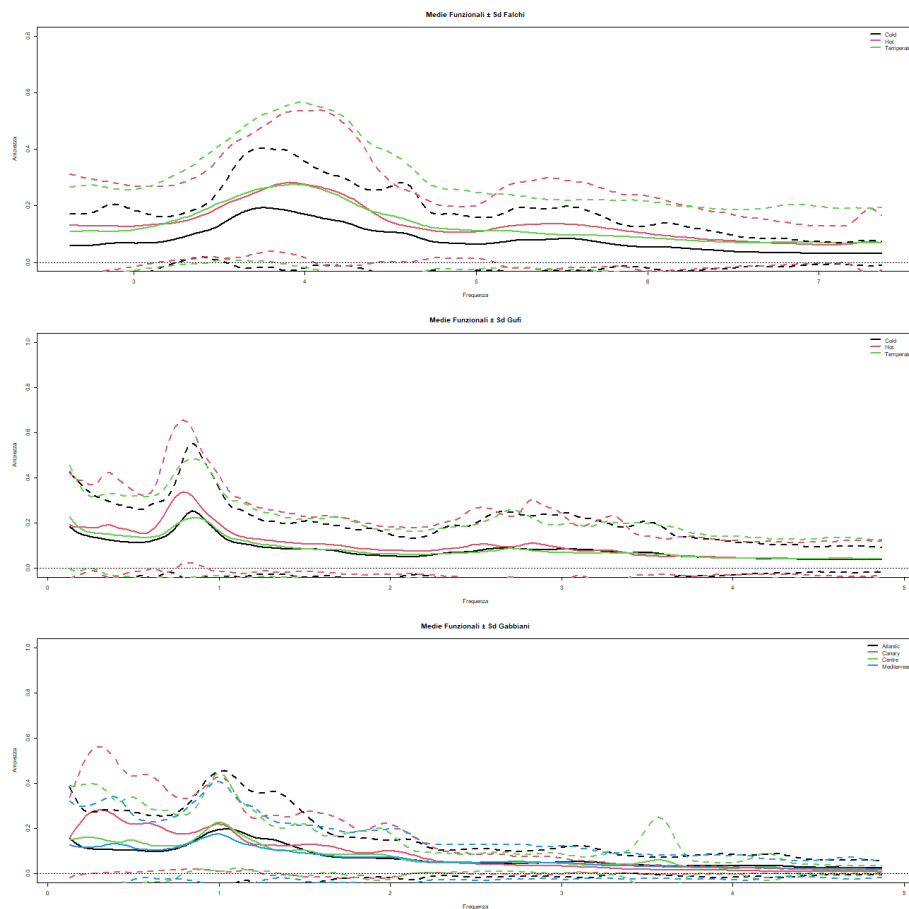 Medie Funzionali ± Sd Falchi
Cold
Hot
Temperate
Ampiezza
0.0
0.2
0.4
0.6
0.8
3
4
5
6
7
Frequenza
Medie Funzionali ± Sd Gufi
Cold
Hot
Temperate
Ampiezza
0.0
0.2
0.4
0.6
0.8
1.0
0
1
2
3
4
5
Frequenza
Medie Funzionali ± Sd Gabbiani
Atlantic
Canary
Centre
Mediterranean
Ampiezza
0.0
0.2
0.4
0.6
0.8
1.0
0
1
2
3
4
5
Frequenza